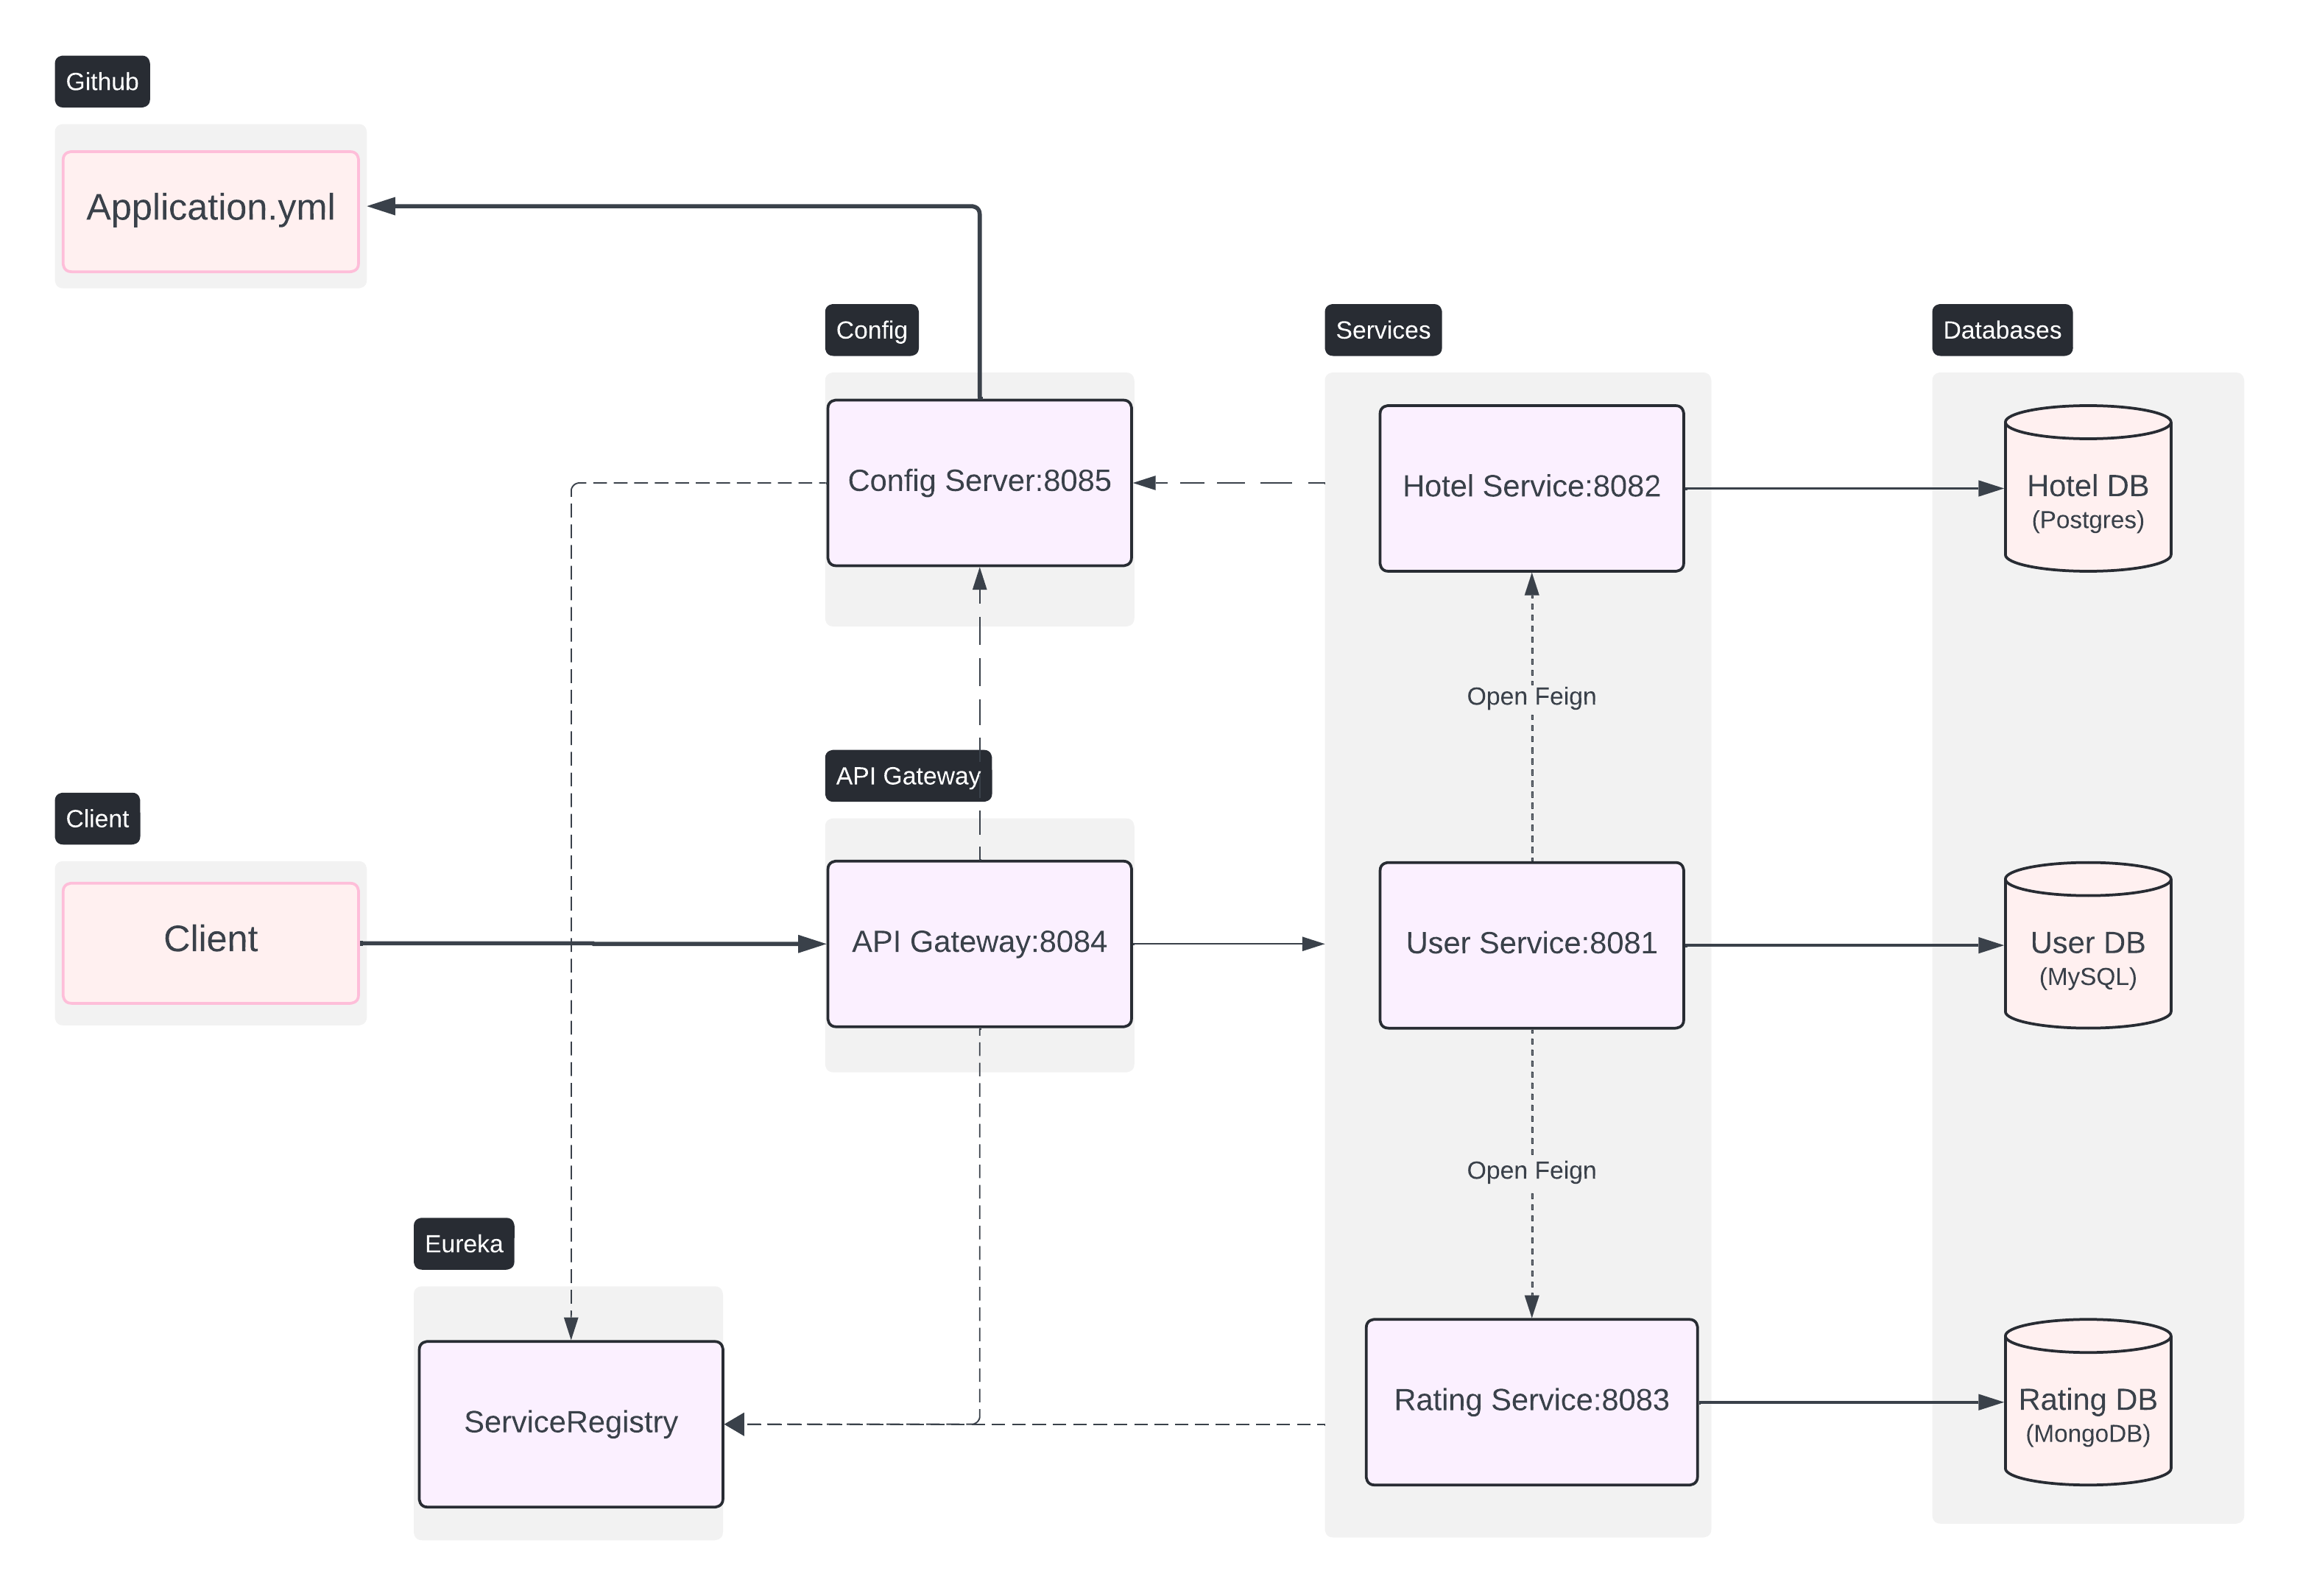 Github
Application.yml
Config
Services
Databases
Config Server:8085
Hotel Service:8082
Hotel DB
(Postgres)
Open Feign
API Gateway
Client
Client
API Gateway:8084
User Service:8081
User DB
(MySQL)
Open Feign
Eureka
ServiceRegistry
Rating Service:8083
Rating DB
(MongoDB)